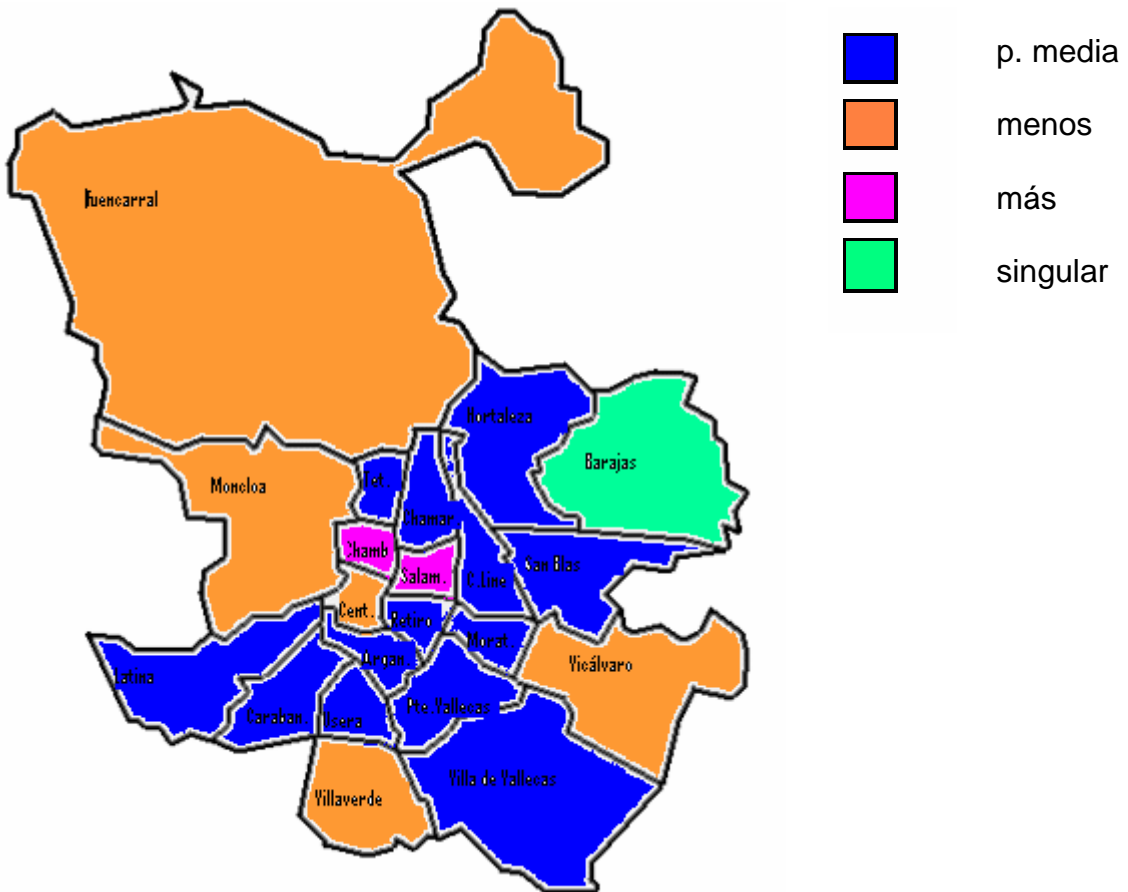 p. media
menos
más
singular
Fuencarral
Hortaleza
Barajas
Moncloa
Tet.
Chamar.
Chamb
Salam.
C.Line
San Blas
Cent.
Retiro
Morat.
Vicálvaro
Argan.
Latina
Caraban.
Usera
Pte.Vallecas
Villa de Vallecas
Villaverde